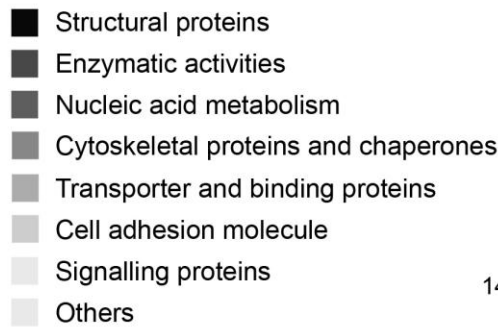 Structural proteins
Enzymatic activities
Nucleic acid metabolism
Cytoskeletal proteins and chaperones
Transporter and binding proteins
Cell adhesion molecule
Signalling proteins
14
Others